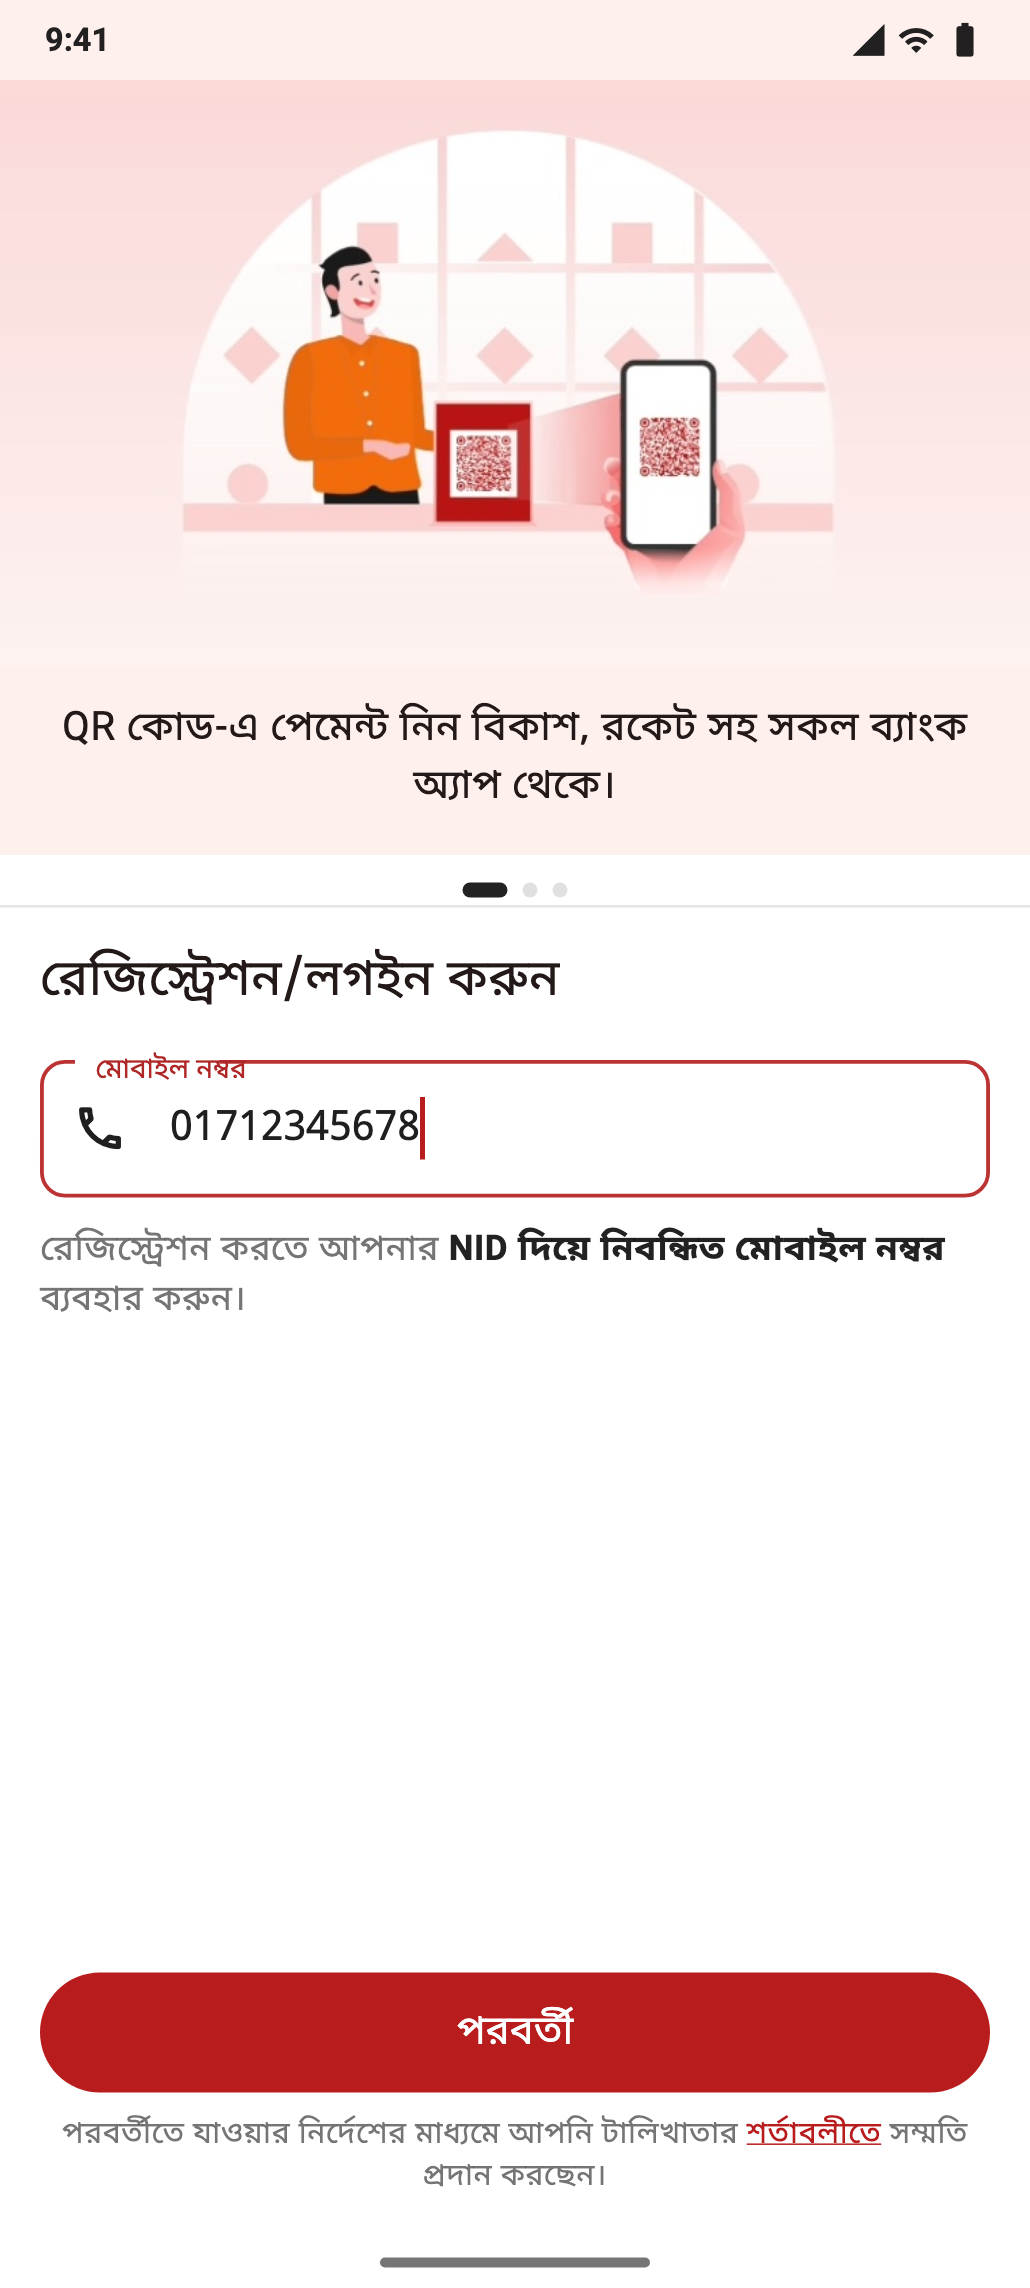 9:41
QR কোড-এ পেমেন্ট নিন বিকাশ, রকেট সহ সকল ব্যাংক
অ্যাপ থেকে।
রেজিস্ট্রেশন/লগইন করুন
মোবাইল নম্বর
01712345678
রেজিস্ট্রেশন করতে আপনার NID দিয়ে নিবন্ধিত মোবাইল নম্বর
ব্যবহার করুন।
পরবর্তী
পরবর্তীতে যাওয়ার নির্দেশের মাধ্যমে আপনি টালিখাতার শর্তাবলীতে সম্মতি
প্রদান করছেন।